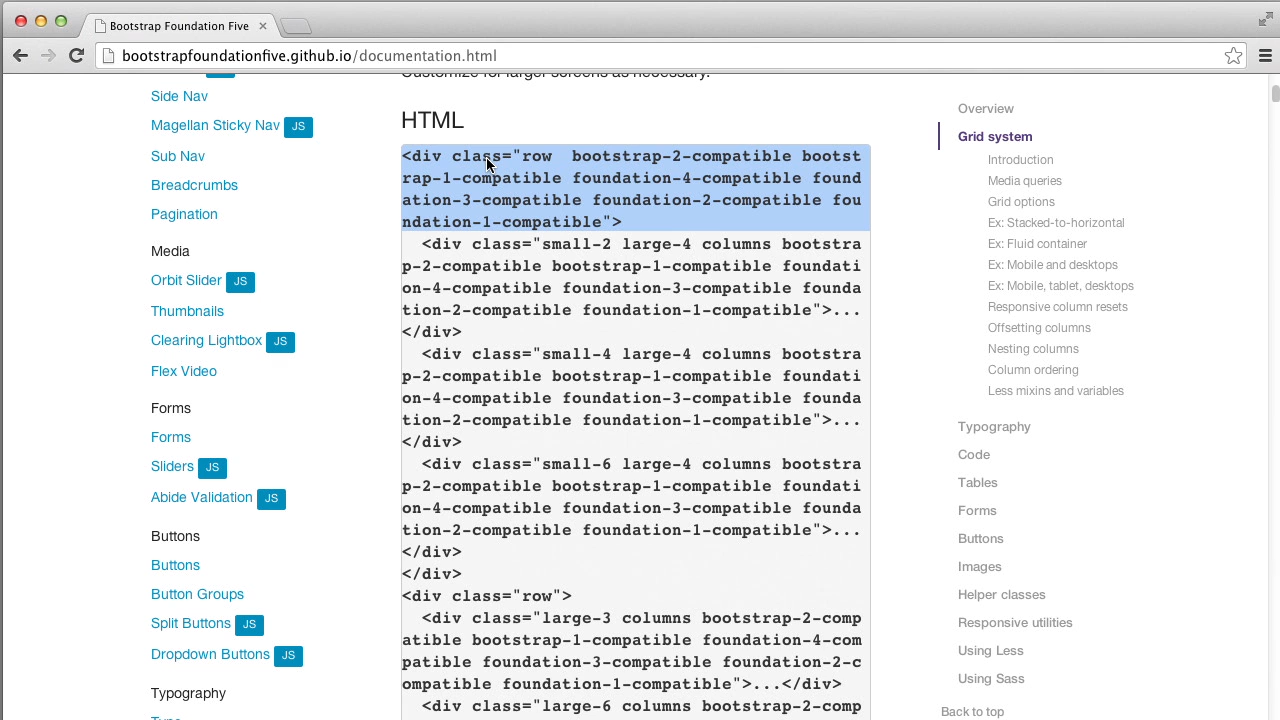 Bootstrap Foundation Five
bootstrapfoundationfive.github.io/documentation.html
Side Nav
Magellan Sticky Nav JS
Sub Nav
Breadcrumbs
Pagination
Media
Orbit Slider JS
Thumbnails
Clearing Lightbox JS
Flex Video
Forms
Forms
Sliders JS
Abide Validation JS
Buttons
Buttons
Button Groups
Split Buttons JS
Dropdown Buttons JS
Typography
Customize for larger screens as necessary.
HTML
<div class="row  bootstrap-2-compatible bootst
rap-1-compatible foundation-4-compatible found
ation-3-compatible foundation-2-compatible fou
ndation-1-compatible">
  <div class="small-2 large-4 columns bootstra
p-2-compatible bootstrap-1-compatible foundati
on-4-compatible foundation-3-compatible founda
tion-2-compatible foundation-1-compatible">...
</div>
  <div class="small-4 large-4 columns bootstra
p-2-compatible bootstrap-1-compatible foundati
on-4-compatible foundation-3-compatible founda
tion-2-compatible foundation-1-compatible">...
</div>
  <div class="small-6 large-4 columns bootstra
p-2-compatible bootstrap-1-compatible foundati
on-4-compatible foundation-3-compatible founda
tion-2-compatible foundation-1-compatible">...
</div>
</div>
<div class="row">
  <div class="large-3 columns bootstrap-2-comp
atible bootstrap-1-compatible foundation-4-com
patible foundation-3-compatible foundation-2-c
ompatible foundation-1-compatible">...</div>
  <div class="large-6 columns bootstrap-2-comp
Overview
Grid system
Introduction
Media queries
Grid options
Ex: Stacked-to-horizontal
Ex: Fluid container
Ex: Mobile and desktops
Ex: Mobile, tablet, desktops
Responsive column resets
Offsetting columns
Nesting columns
Column ordering
Less mixins and variables
Typography
Code
Tables
Forms
Buttons
Images
Helper classes
Responsive utilities
Using Less
Using Sass
Back to top